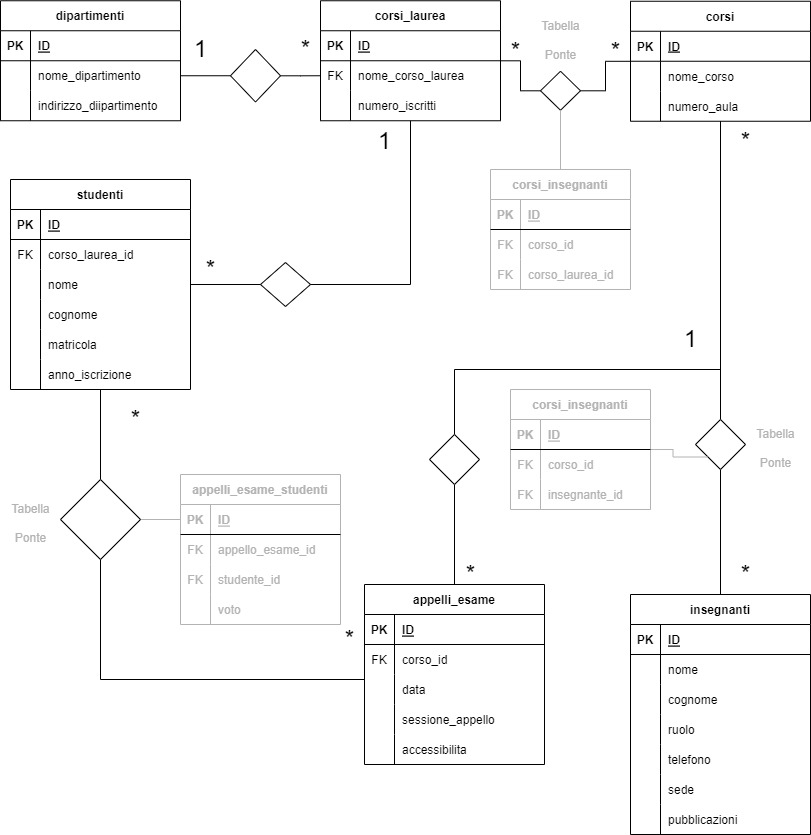 dipartimenti
PK ID
nome_dipartimento
indirizzo_diipartimento
1
*
corsi_laurea
PK ID
FK nome_corso_laurea
numero_iscritti
*
Tabella
Ponte
*
corsi
PK ID
nome_corso
numero_aula
1
*
corsi_insegnanti
PK ID
FK corso_id
FK corso_laurea_id
studenti
PK ID
FK corso_laurea_id
nome
cognome
matricola
anno_iscrizione
*
1
*
corsi_insegnanti
PK ID
FK corso_id
FK insegnante_id
Tabella
Ponte
Tabella
Ponte
appelli_esame_studenti
PK ID
FK appello_esame_id
FK studente_id
voto
*
*
*
appelli_esame
PK ID
FK corso_id
data
sessione_appello
accessibilita
insegnanti
PK ID
nome
cognome
ruolo
telefono
sede
pubblicazioni